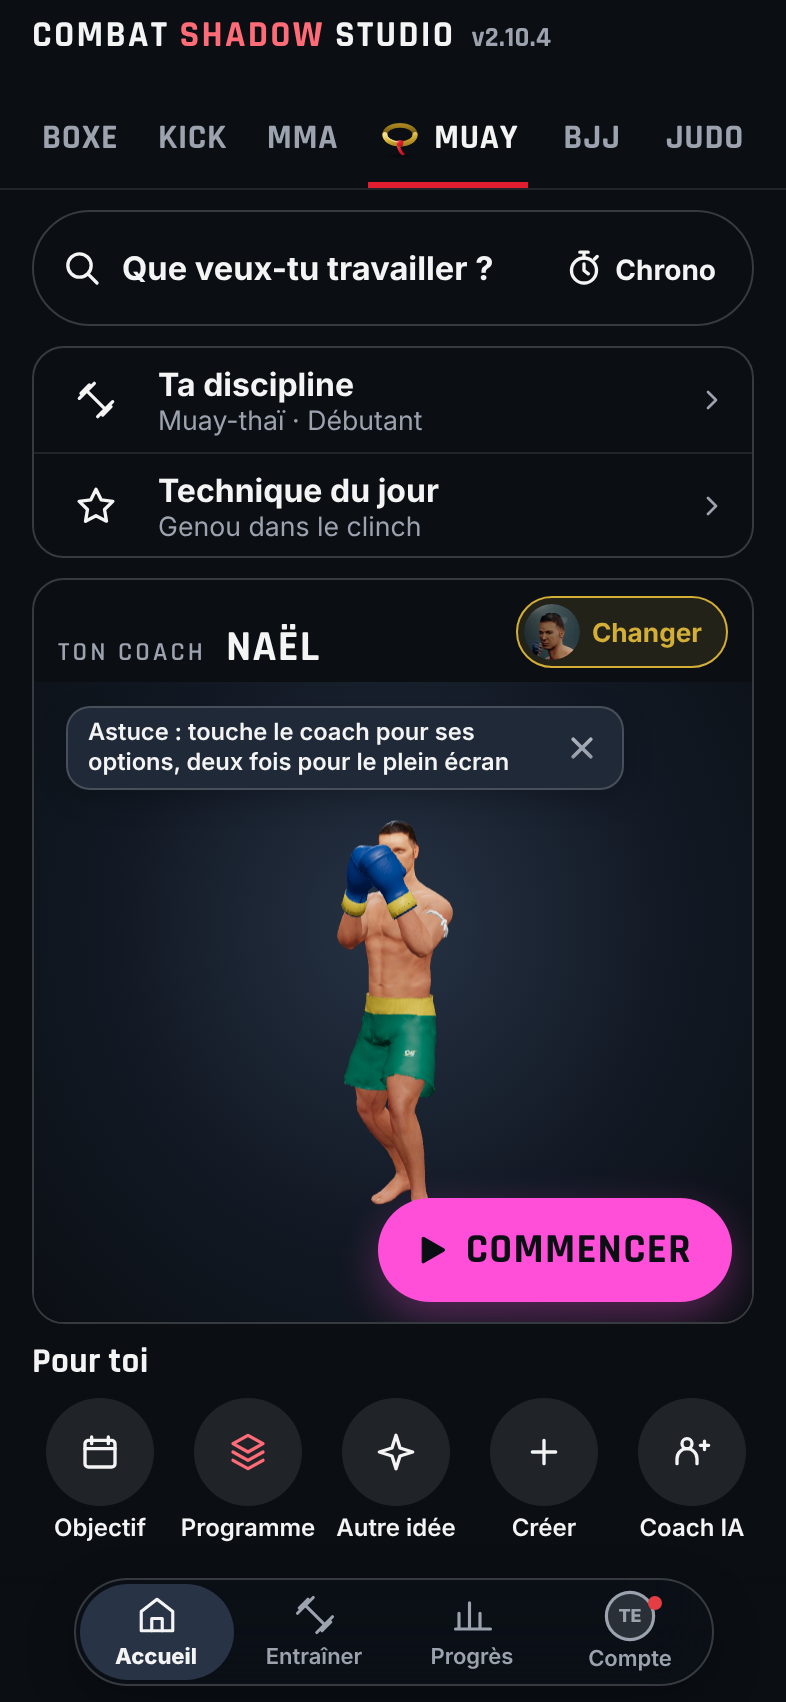 COMBAT SHADOW STUDIO v2.10.4
BOXE KICK MMA MUAY BJJ JUDO
Que veux-tu travailler ? Chrono
Ta discipline
Muay-thaï · Débutant
Technique du jour
Genou dans le clinch
TON COACH NAËL Changer
Astuce : touche le coach pour ses
options, deux fois pour le plein écran
COMMENCER
Pour toi
Objectif Programme Autre idée Créer Coach IA
TE
Accueil Entraîner Progrès Compte